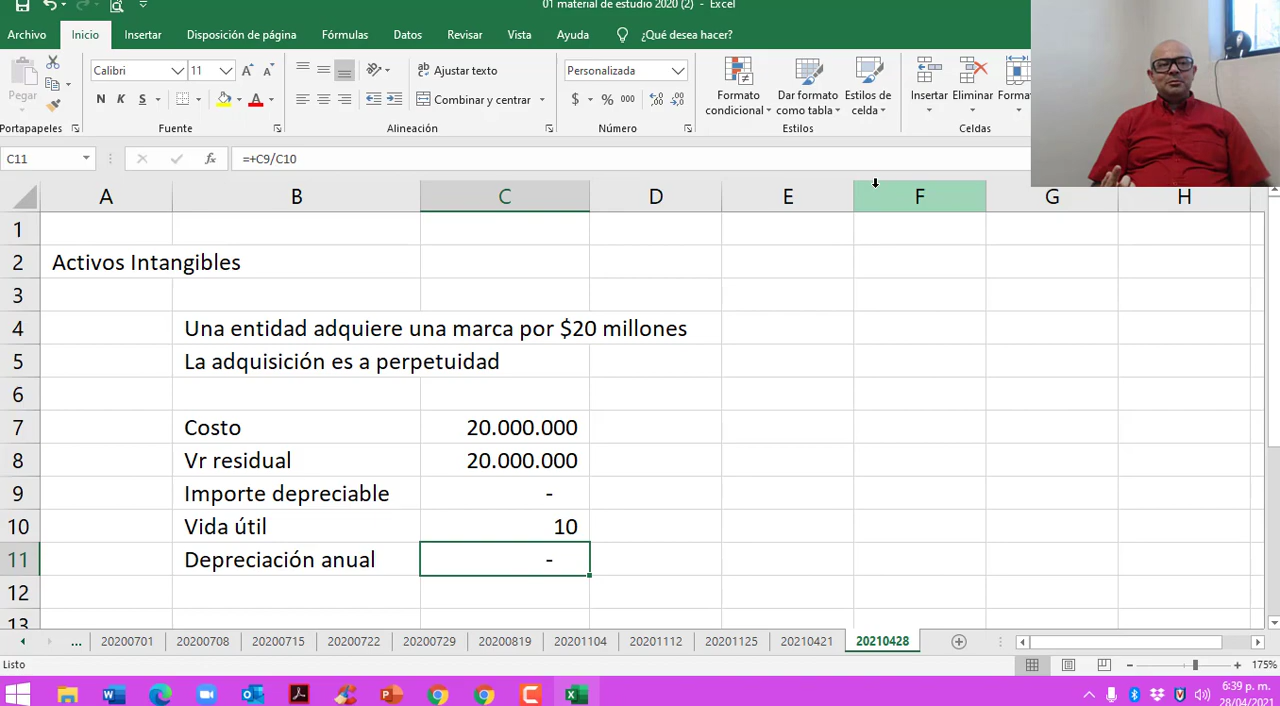 01 material de estudio 2020 (2) - Excel
Archivo Inicio Insertar Disposición de página Fórmulas Datos Revisar Vista Ayuda ¿Qué desea hacer?
Pegar
Calibri 11
N K S
Ajustar texto
Combinar y centrar
Personalizada
$ % 000
Formato condicional
Dar formato como tabla
Estilos de celda
Insertar Eliminar Format
Portapapeles Fuente Alineación Número Estilos Celdas
C11 fx =+C9/C10
A B C D E F G H
1
2 Activos Intangibles
3
4 Una entidad adquiere una marca por $20 millones
5 La adquisición es a perpetuidad
6
7 Costo 20.000.000
8 Vr residual 20.000.000
9 Importe depreciable -
10 Vida útil 10
11 Depreciación anual -
12
13
... 20200701 20200708 20200715 20200722 20200729 20200819 20201104 20201112 20201125 20210421 20210428
Listo 175%
6:39 p. m.
28/04/2021